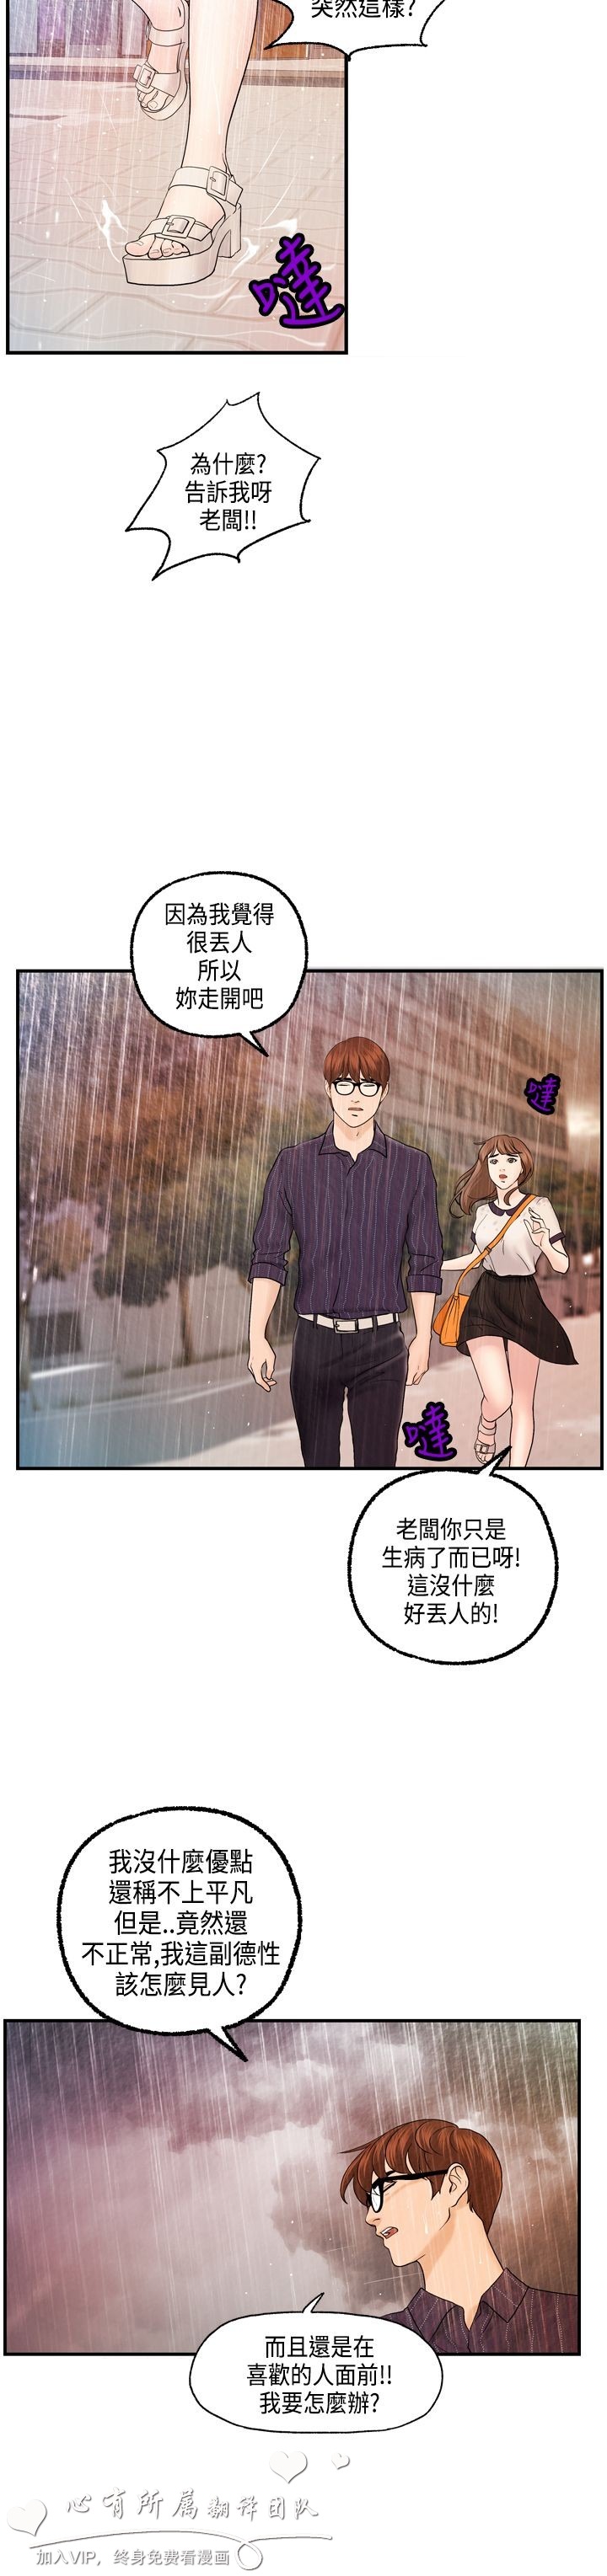 突然這樣?
噠
為什麼?
告訴我呀
老闆!!
因為我覺得
很丟人
所以
妳走開吧
噠
噠
老闆你只是
生病了而已呀!
這沒什麼
好丟人的!
我沒什麼優點
還稱不上平凡
但是..竟然還
不正常,我這副德性
該怎麼見人?
而且還是在
喜歡的人面前!!
我要怎麼辦?
心有所属翻译团队
加入VIP，终身免费看漫画